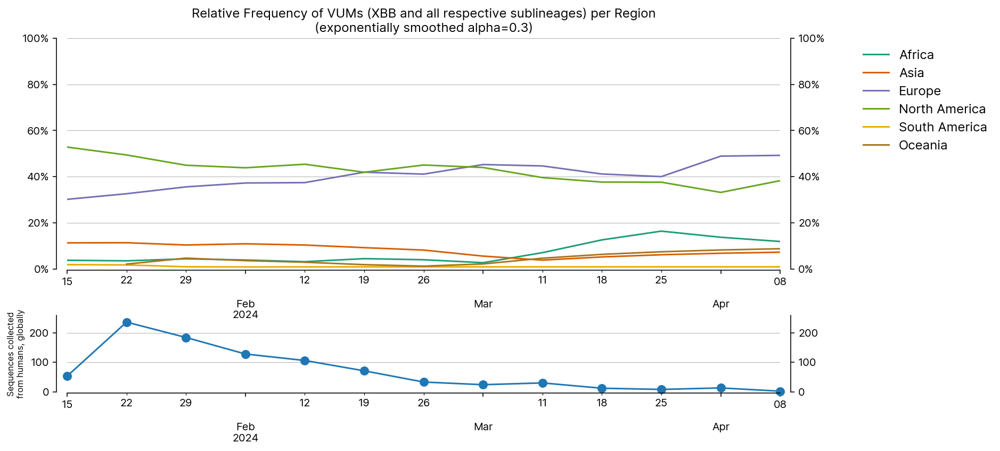 Relative Frequency of VUMs (XBB and all respective sublineages) per Region
(exponentially smoothed alpha=0.3)
100%
80%
60%
40%
20%
0%
100%
80%
60%
40%
20%
0%
Africa
Asia
Europe
North America
South America
Oceania
15 22 29 12 19 26 11 18 25 08
Feb Mar Apr
2024
Sequences collected
from humans, globally
200
100
0
200
100
0
15 22 29 12 19 26 11 18 25 08
Feb Mar Apr
2024